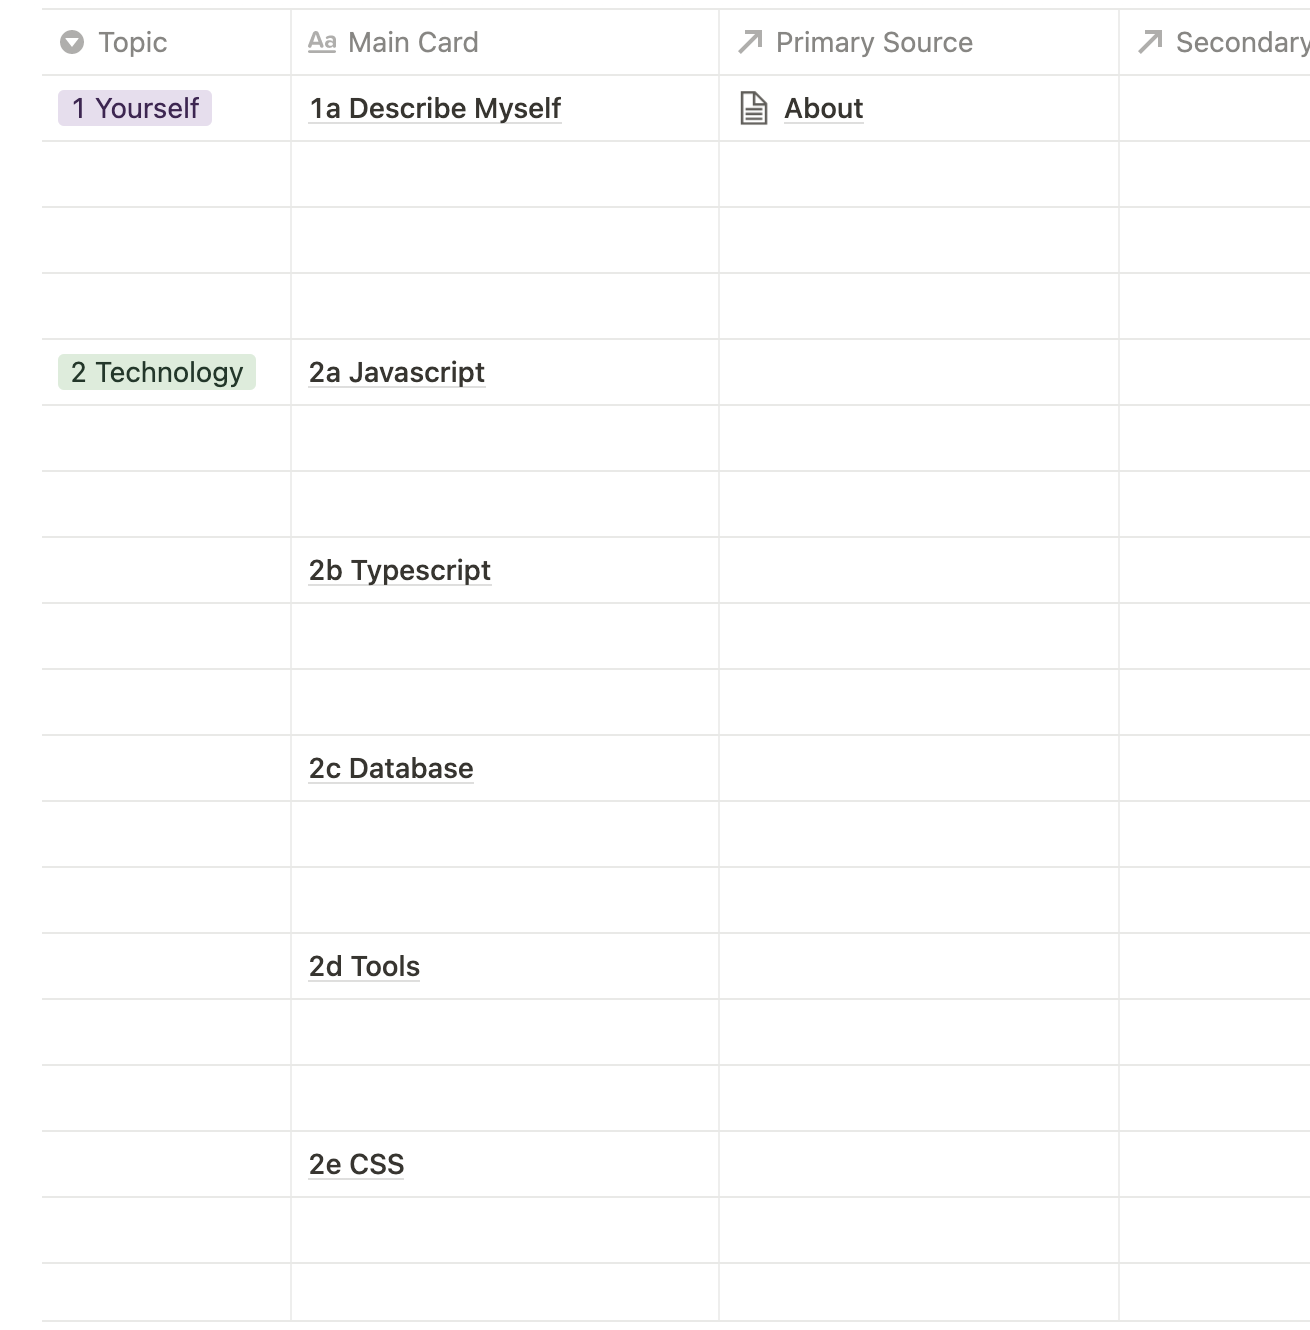 Topic Aa Main Card Primary Source Secondary
1 Yourself 1a Describe Myself About
2 Technology 2a Javascript
2b Typescript
2c Database
2d Tools
2e CSS